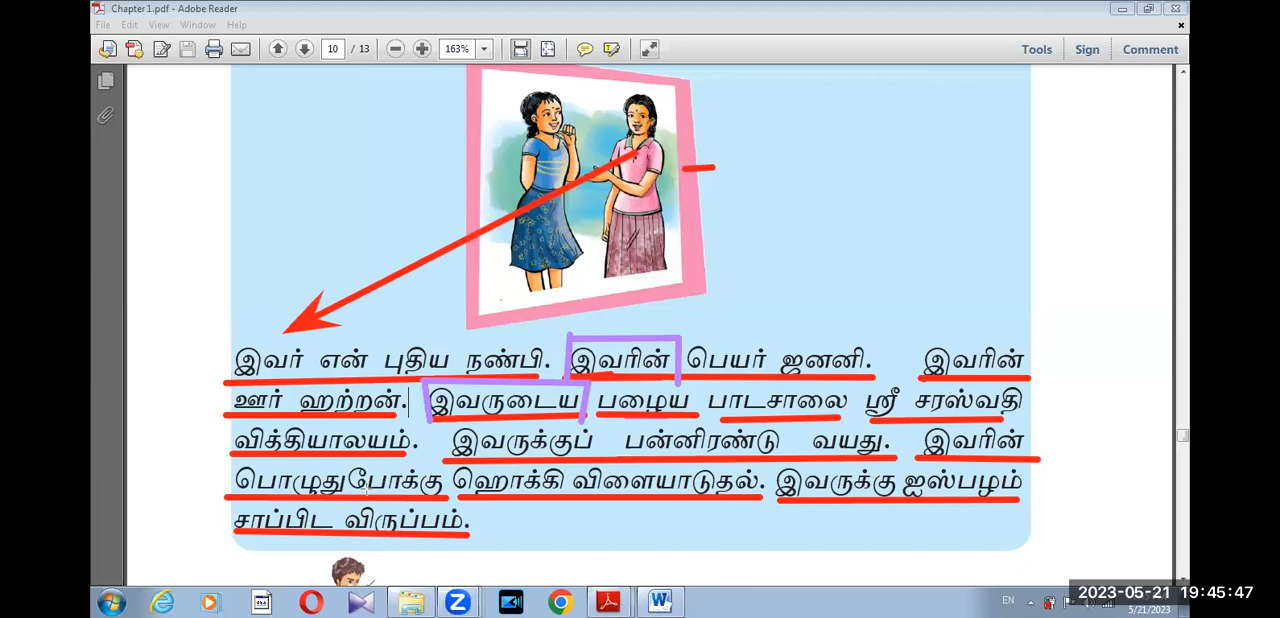 Chapter 1.pdf - Adobe Reader
File Edit View Window Help
10 / 13 163% Tools Sign Comment
இவர் என் புதிய நண்பி. இவரின் பெயர் ஜனனி. இவரின்
ஊர் ஹற்றன். இவருடைய பழைய பாடசாலை ஸ்ரீ சரஸ்வதி
வித்தியாலயம். இவருக்குப் பன்னிரண்டு வயது. இவரின்
பொழுதுபோக்கு ஹொக்கி விளையாடுதல். இவருக்கு ஐஸ்பழம்
சாப்பிட விருப்பம்.
EN
2023-05-21 19:45:47
5/21/2023